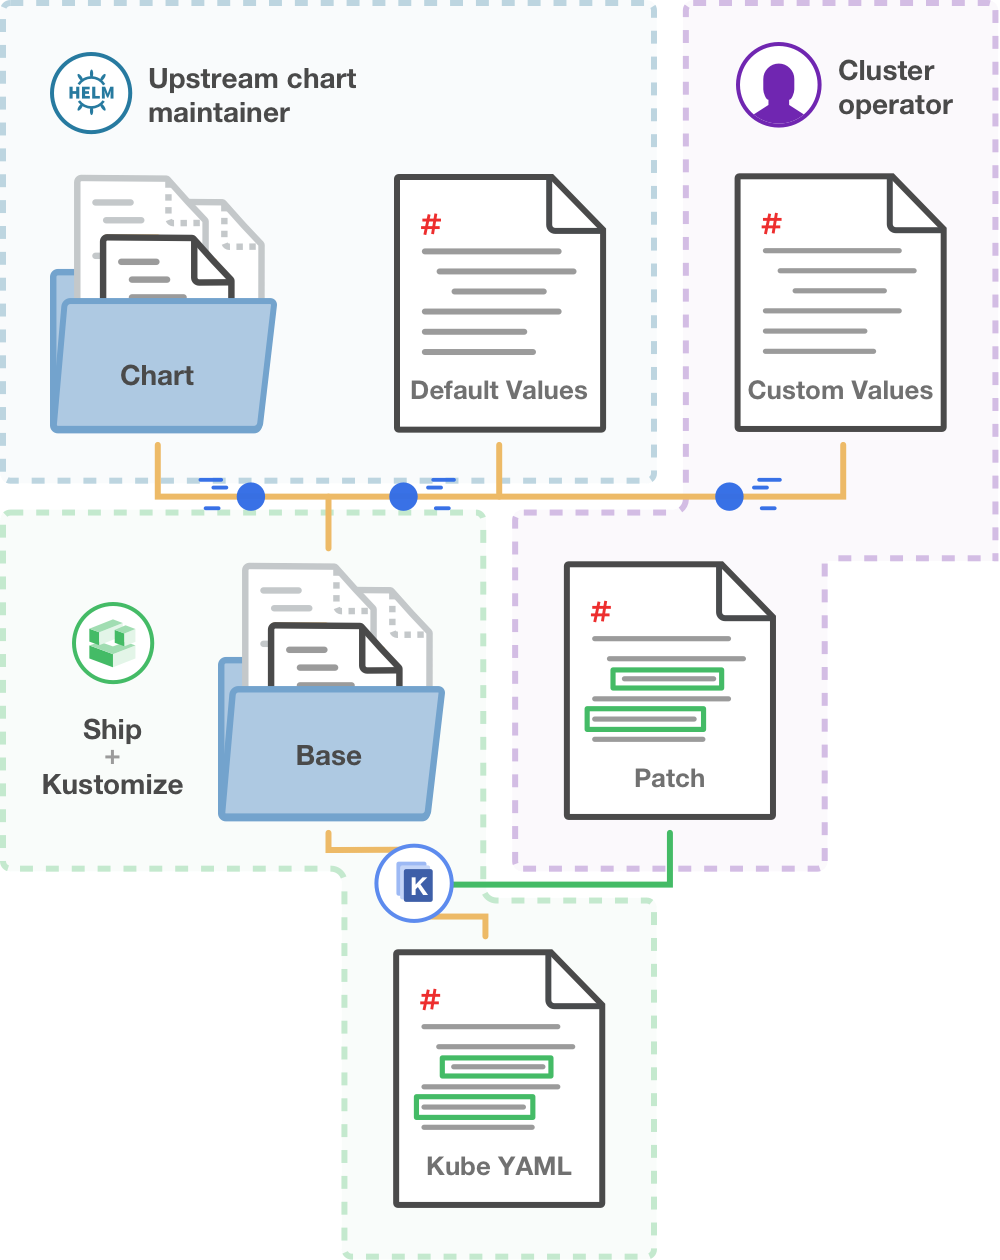 HELM
Upstream chart
maintainer
Cluster
operator
#
#
Chart
Default Values
Custom Values
#
Ship
+
Kustomize
Base
Patch
K
#
Kube YAML